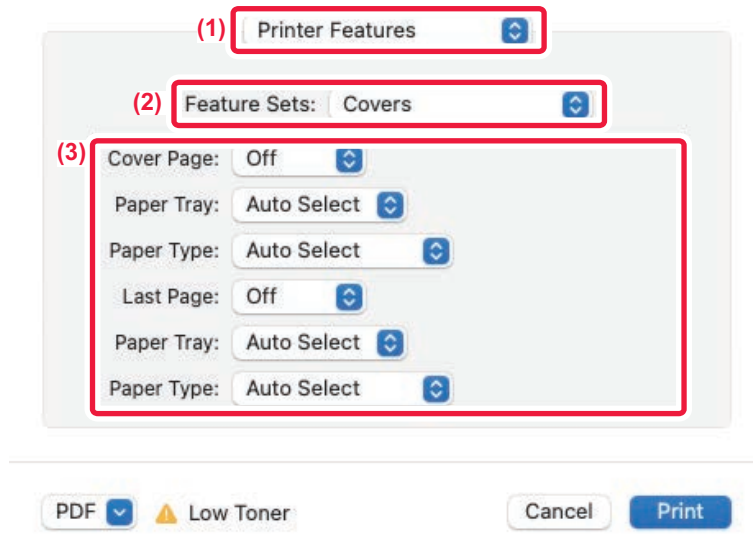 (1) Printer Features
(2) Feature Sets: Covers
(3) Cover Page: Off
Paper Tray: Auto Select
Paper Type: Auto Select
Last Page: Off
Paper Tray: Auto Select
Paper Type: Auto Select
PDF Low Toner Cancel Print